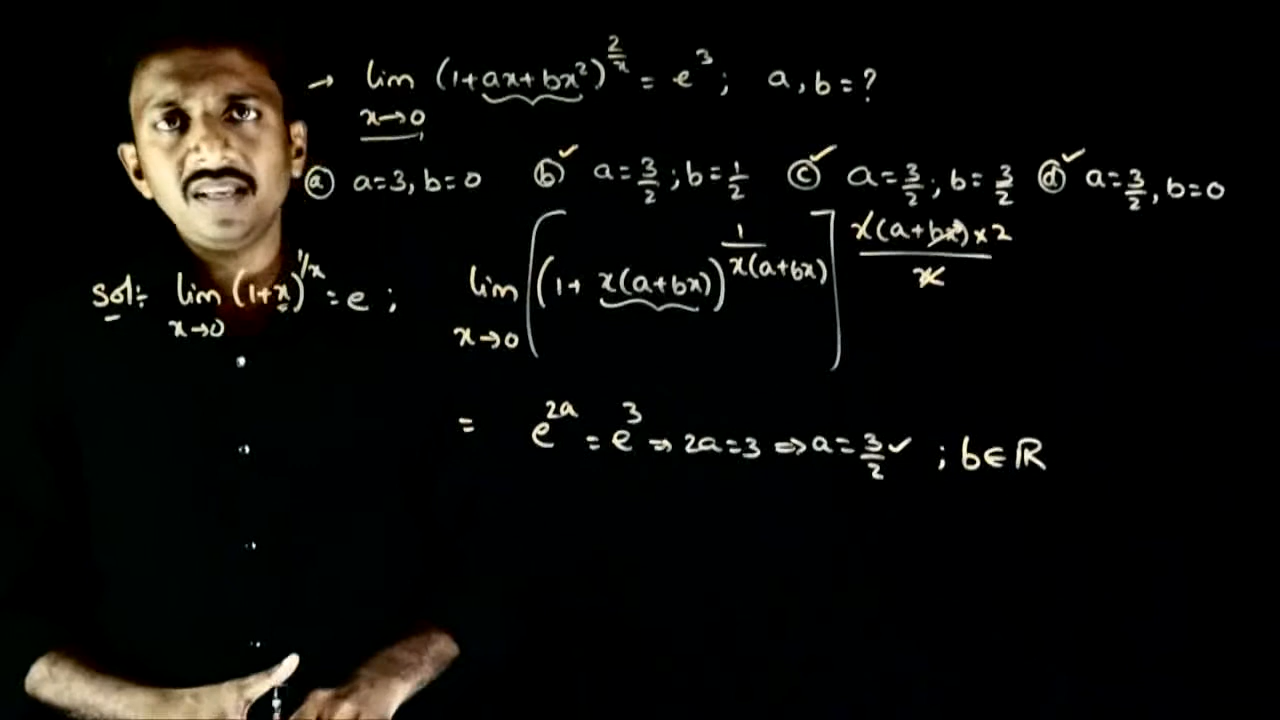 → lim (1+ax+bx²)^(2/x) = e³ ; a, b = ?
x→0
ⓐ a=3, b=0 ⓑ✓ a=3/2 ; b=1/2 ⓒ✓ a=3/2 ; b=3/2 ⓓ✓ a=3/2, b=0
Sol:- lim (1+x)^(1/x) = e ; lim [(1+ x(a+bx))^(1/(x(a+bx)))]^(x(a+bx)×2/x)
x→0 x→0
= e^(2a) = e³ ⇒ 2a=3 ⇒ a=3/2 ✓ ; b∈ℝ